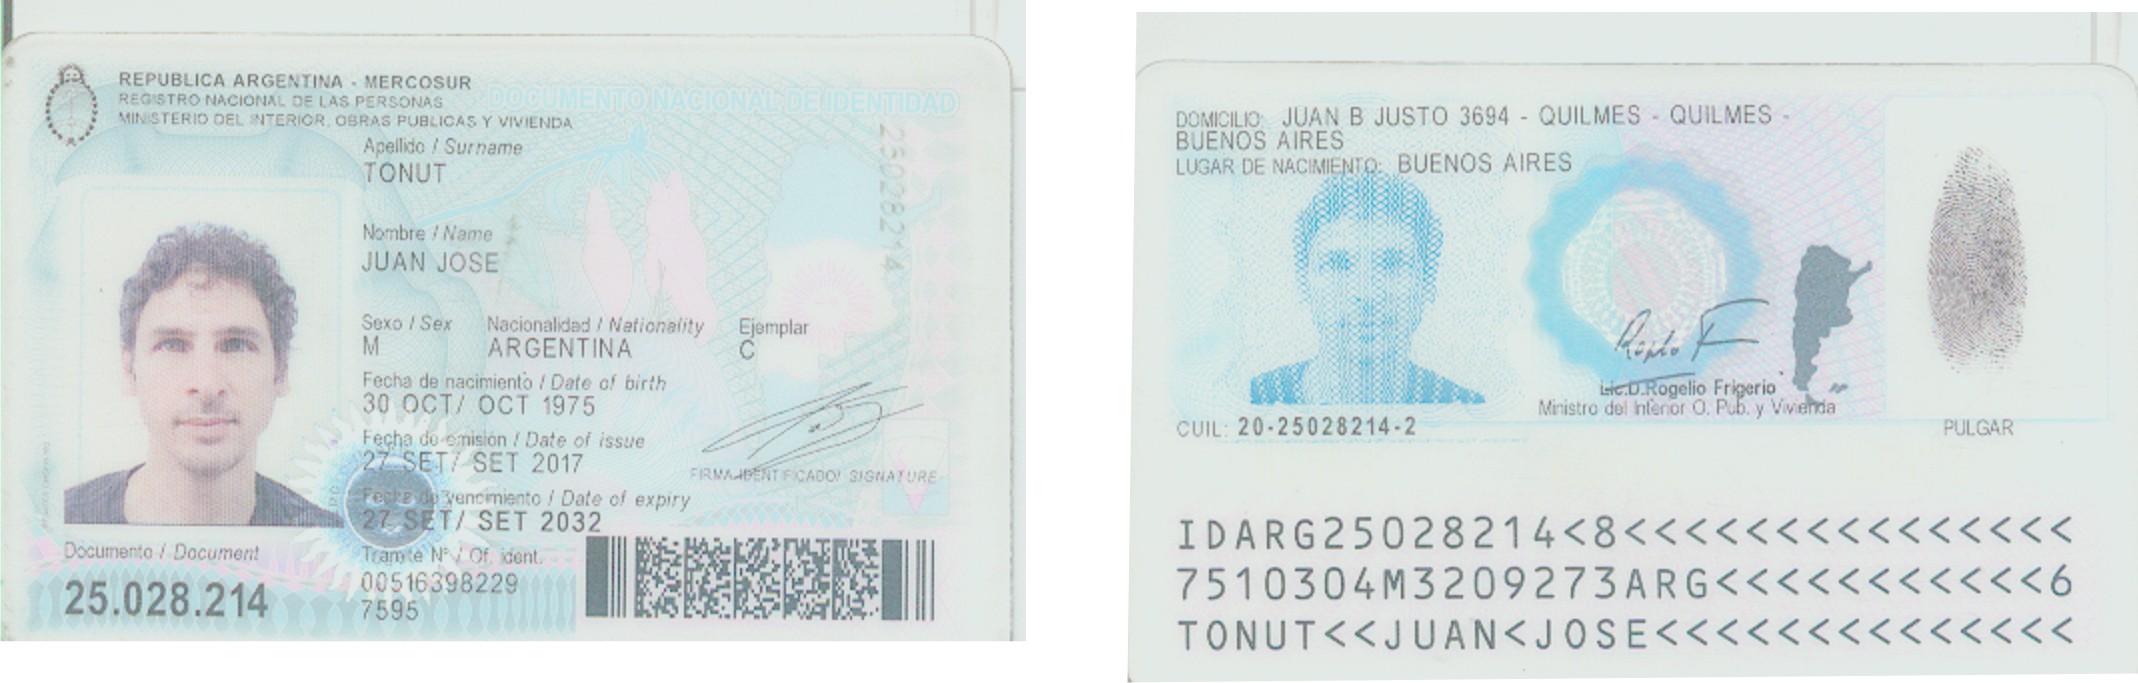 REPUBLICA ARGENTINA - MERCOSUR
REGISTRO NACIONAL DE LAS PERSONAS
MINISTERIO DEL INTERIOR, OBRAS PUBLICAS Y VIVIENDA
DOCUMENTO NACIONAL DE IDENTIDAD
Apellido / Surname
TONUT
25028214
Nombre / Name
JUAN JOSE
Sexo / Sex Nacionalidad / Nationality Ejemplar
M ARGENTINA C
Fecha de nacimiento / Date of birth
30 OCT/ OCT 1975
Fecha de emisión / Date of issue
27 SET/ SET 2017
FIRMA IDENTIFICADO/ SIGNATURE
Fecha de vencimiento / Date of expiry
27 SET/ SET 2032
Documento / Document
25.028.214
Tramite Nº / Of. ident.
00516398229
7595
DOMICILIO: JUAN B JUSTO 3694 - QUILMES - QUILMES -
BUENOS AIRES
LUGAR DE NACIMIENTO: BUENOS AIRES
Lic.D.Rogelio Frigerio
Ministro del Interior O. Pub. y Vivienda
CUIL: 20-25028214-2
PULGAR
IDARG25028214<8<<<<<<<<<<<<<<<
7510304M3209273ARG<<<<<<<<<<<6
TONUT<<JUAN<JOSE<<<<<<<<<<<<<<